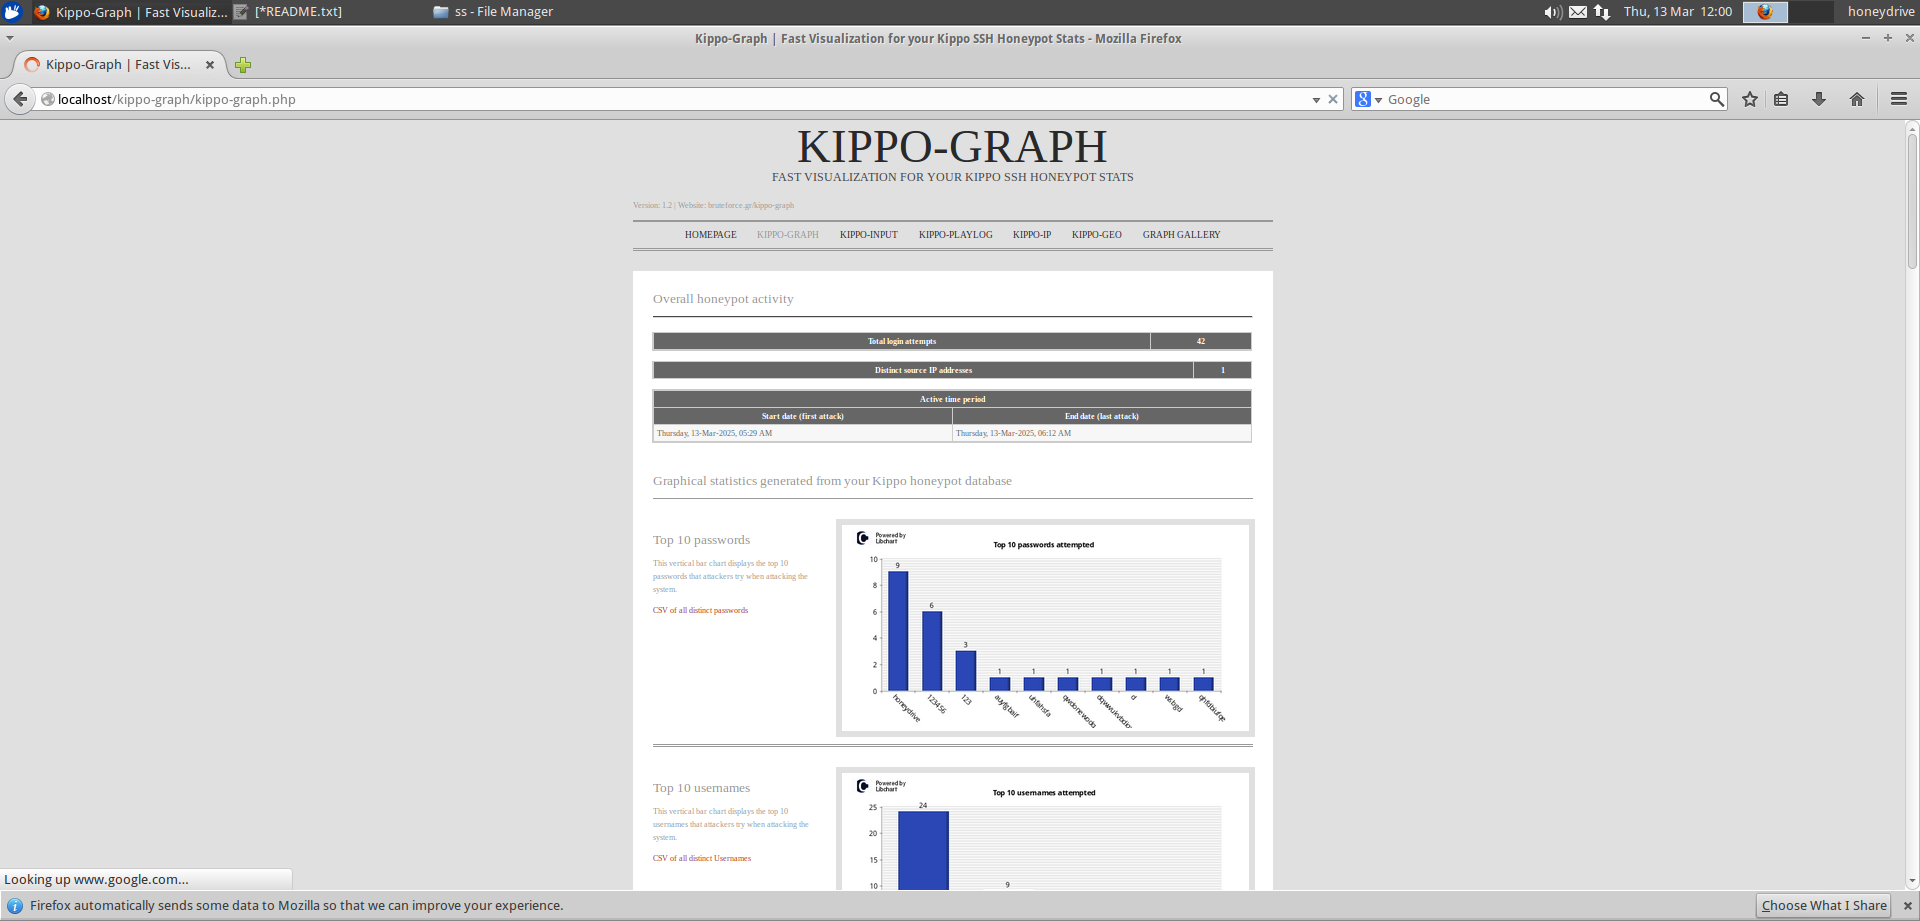 Kippo-Graph | Fast Visualiz... [*README.txt] ss - File Manager Thu, 13 Mar 12:00 honeydrive
Kippo-Graph | Fast Visualization for your Kippo SSH Honeypot Stats - Mozilla Firefox
Kippo-Graph | Fast Vis...
localhost/kippo-graph/kippo-graph.php Google
KIPPO-GRAPH
FAST VISUALIZATION FOR YOUR KIPPO SSH HONEYPOT STATS
Version: 1.2 | Website: bruteforce.gr/kippo-graph
HOMEPAGE KIPPO-GRAPH KIPPO-INPUT KIPPO-PLAYLOG KIPPO-IP KIPPO-GEO GRAPH GALLERY
Overall honeypot activity
Total login attempts 42
Distinct source IP addresses 1
Active time period
Start date (first attack) End date (last attack)
Thursday, 13-Mar-2025, 05:29 AM Thursday, 13-Mar-2025, 06:12 AM
Graphical statistics generated from your Kippo honeypot database
Top 10 passwords
This vertical bar chart displays the top 10
passwords that attackers try when attacking the
system.
CSV of all distinct passwords
Powered by
Libchart
Top 10 passwords attempted
10
8
6
4
2
0
9 6 3 1 1 1 1 1 1 1
honeydrive 123456 123 d
Top 10 usernames
This vertical bar chart displays the top 10
usernames that attackers try when attacking the
system.
CSV of all distinct Usernames
Powered by
Libchart
Top 10 usernames attempted
25
20
15
10
24 9
Looking up www.google.com...
Firefox automatically sends some data to Mozilla so that we can improve your experience. Choose What I Share